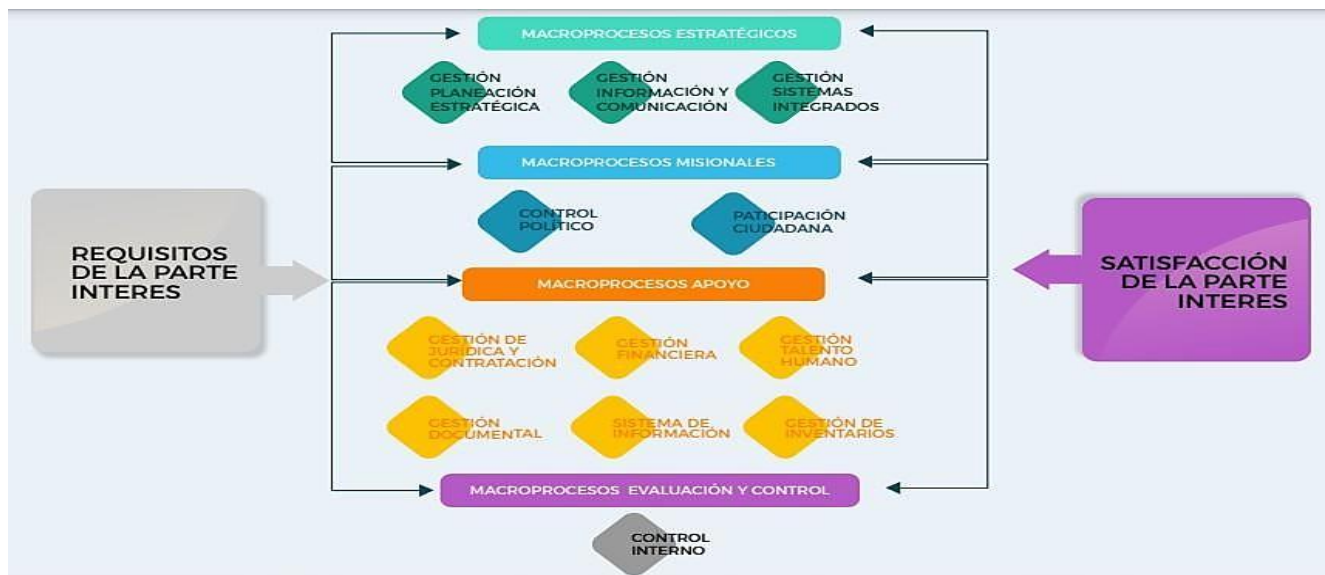 MACROPROCESOS ESTRATÉGICOS
GESTIÓN
PLANEACIÓN
ESTRATÉGICA
GESTIÓN
INFORMACIÓN Y
COMUNICACIÓN
GESTIÓN
SISTEMAS
INTEGRADOS
MACROPROCESOS MISIONALES
CONTROL
POLÍTICO
PATICIPACIÓN
CIUDADANA
REQUISITOS
DE LA PARTE
INTERES
SATISFACCIÓN
DE LA PARTE
INTERES
MACROPROCESOS APOYO
GESTIÓN DE
JURÍDICA Y
CONTRATACIÓN
GESTIÓN
FINANCIERA
GESTIÓN
TALENTO
HUMANO
GESTIÓN
DOCUMENTAL
SISTEMA DE
INFORMACIÓN
GESTIÓN DE
INVENTARIOS
MACROPROCESOS EVALUACIÓN Y CONTROL
CONTROL
INTERNO